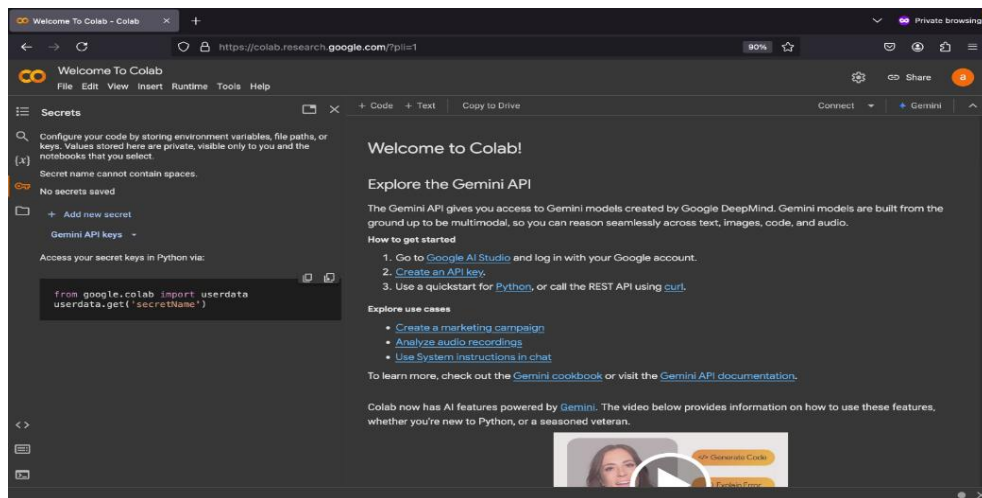 Welcome To Colab - Colab
Private browsing
https://colab.research.google.com/?pli=1
90%
Welcome To Colab
File Edit View Insert Runtime Tools Help
Share
a
Secrets
Configure your code by storing environment variables, file paths, or
keys. Values stored here are private, visible only to you and the
notebooks that you select.
Secret name cannot contain spaces.
No secrets saved
+ Add new secret
Gemini API keys
Access your secret keys in Python via:
from google.colab import userdata
userdata.get('secretName')
{x}
+ Code + Text Copy to Drive
Connect
Gemini
Welcome to Colab!
Explore the Gemini API
The Gemini API gives you access to Gemini models created by Google DeepMind. Gemini models are built from the
ground up to be multimodal, so you can reason seamlessly across text, images, code, and audio.
How to get started
1. Go to Google AI Studio and log in with your Google account.
2. Create an API key.
3. Use a quickstart for Python, or call the REST API using curl.
Explore use cases
• Create a marketing campaign
• Analyze audio recordings
• Use System instructions in chat
To learn more, check out the Gemini cookbook or visit the Gemini API documentation.
Colab now has AI features powered by Gemini. The video below provides information on how to use these features,
whether you're new to Python, or a seasoned veteran.
Generate Code
Explain Error